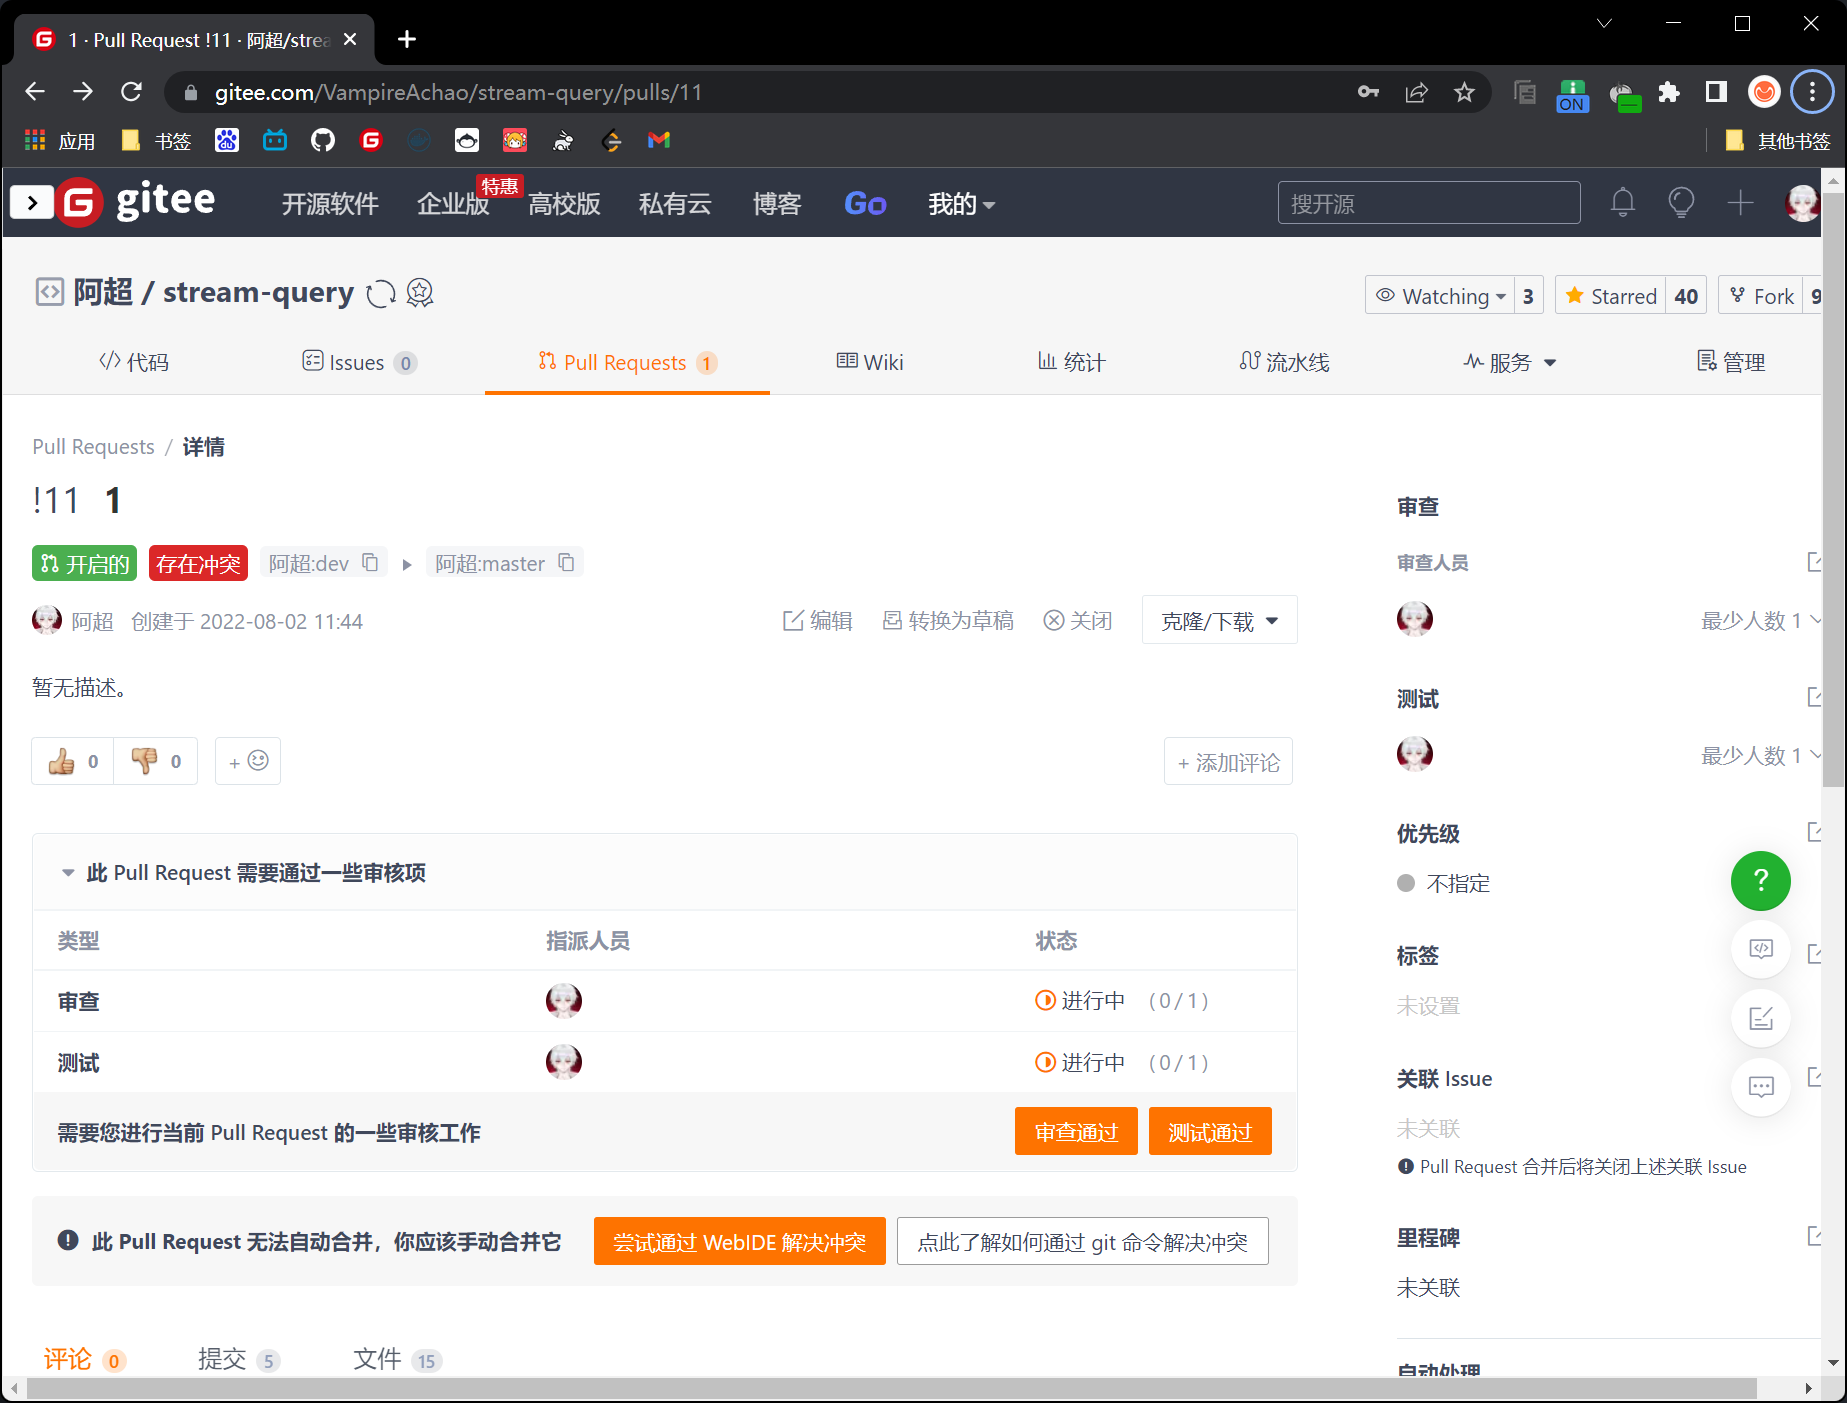 1 · Pull Request !11 · 阿超/strea
gitee.com/VampireAchao/stream-query/pulls/11
ON
应用 书签 其他书签
gitee 开源软件 企业版 特惠 高校版 私有云 博客 Go 我的 搜开源
阿超 / stream-query Watching 3 Starred 40 Fork 9
代码 Issues 0 Pull Requests 1 Wiki 统计 流水线 服务 管理
Pull Requests / 详情
!11 1
开启的 存在冲突 阿超:dev 阿超:master
阿超 创建于 2022-08-02 11:44 编辑 转换为草稿 关闭 克隆/下载
暂无描述。
0 0 + + 添加评论
此 Pull Request 需要通过一些审核项
类型 指派人员 状态
审查 进行中 ( 0 / 1 )
测试 进行中 ( 0 / 1 )
需要您进行当前 Pull Request 的一些审核工作 审查通过 测试通过
此 Pull Request 无法自动合并，你应该手动合并它 尝试通过 WebIDE 解决冲突 点此了解如何通过 git 命令解决冲突
评论 0 提交 5 文件 15
审查
审查人员
最少人数 1
测试
最少人数 1
优先级
不指定
标签
未设置
关联 Issue
未关联
Pull Request 合并后将关闭上述关联 Issue
里程碑
未关联
自动处理